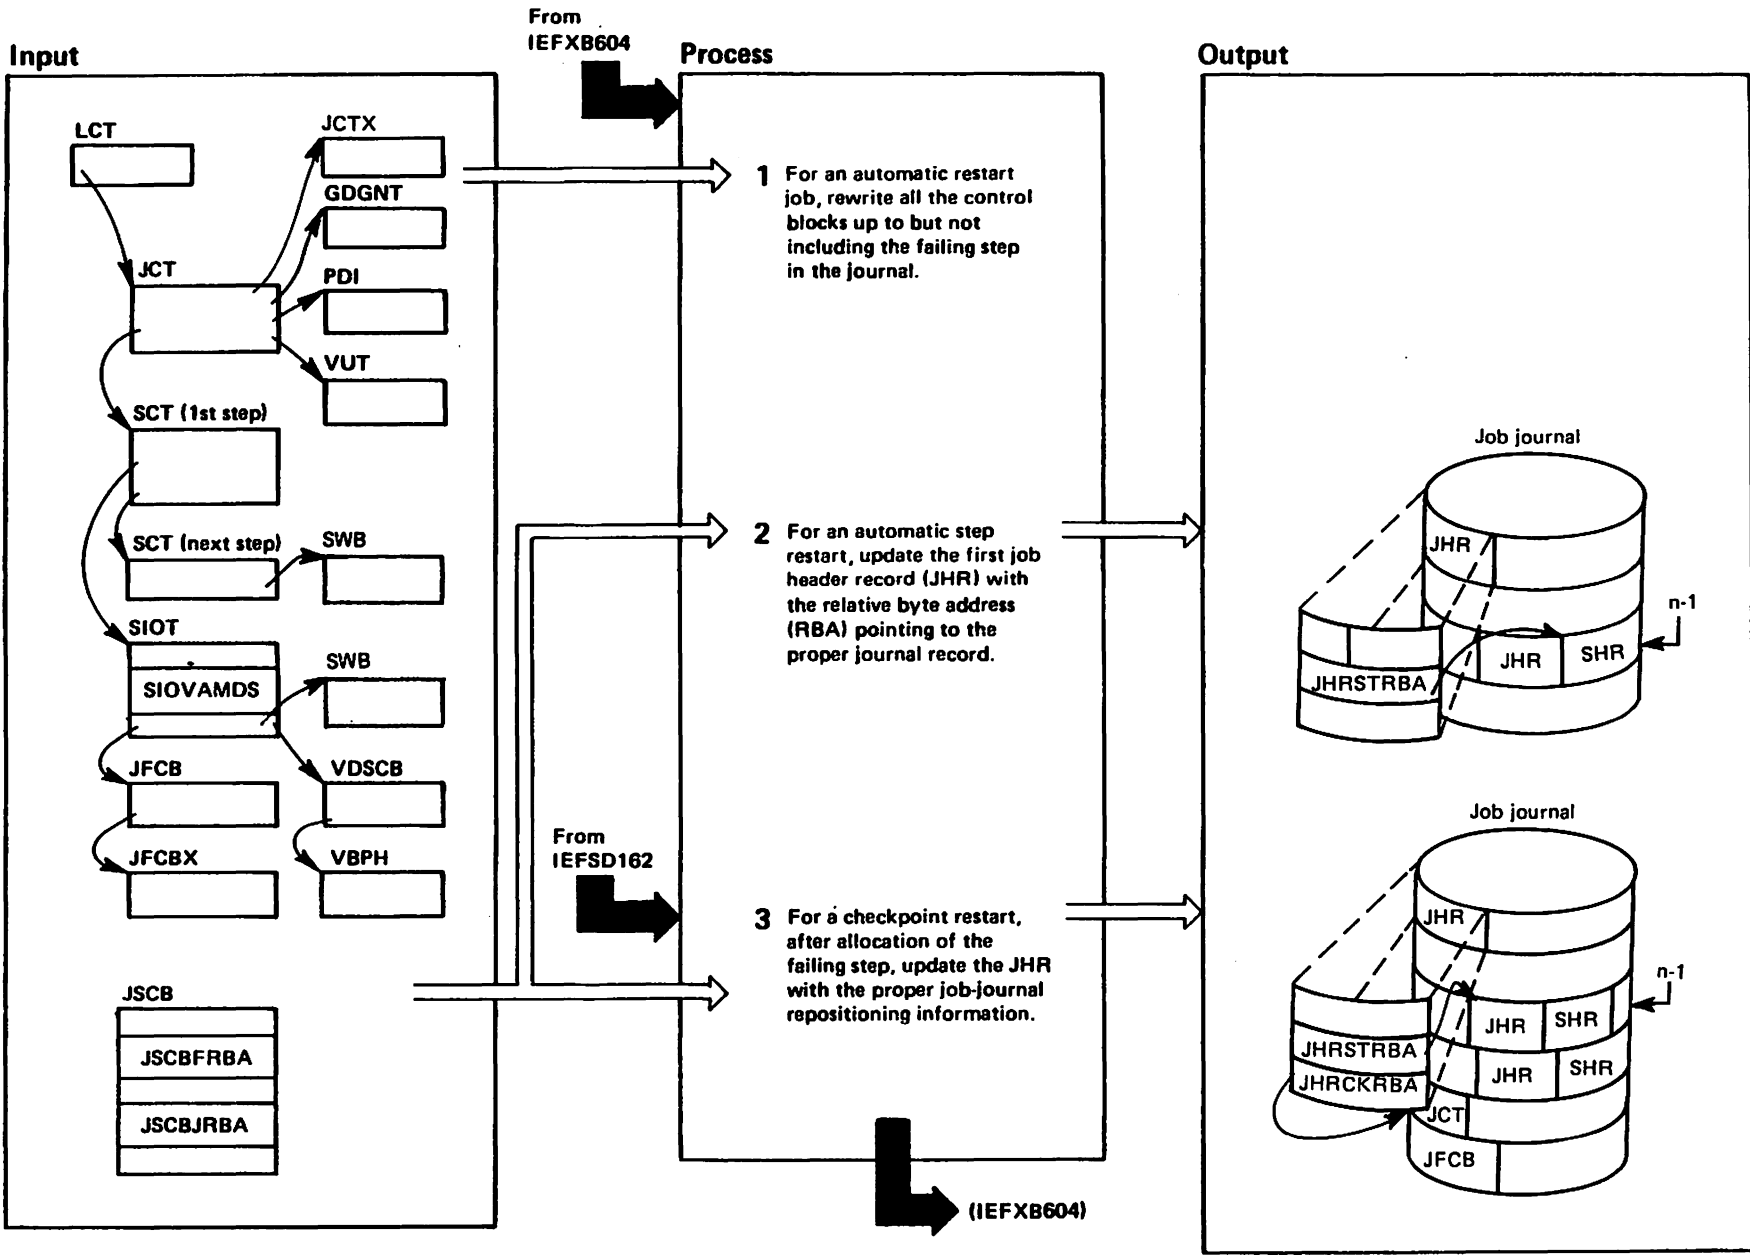 From
IEFXB604
Input
Process
Output
LCT
JCTX
GDGNT
JCT
PDI
VUT
SCT (1st step)
SCT (next step)
SWB
SIOT
SIOVAMDS
SWB
JFCB
VDSCB
JFCBX
VBPH
JSCB
JSCBFRBA
JSCBJRBA
1 For an automatic restart
job, rewrite all the control
blocks up to but not
including the failing step
in the journal.
2 For an automatic step
restart, update the first job
header record (JHR) with
the relative byte address
(RBA) pointing to the
proper journal record.
From
IEFSD162
3 For a checkpoint restart,
after allocation of the
failing step, update the JHR
with the proper job-journal
repositioning information.
(IEFXB604)
Job journal
JHR
n-1
JHR SHR
JHRSTRBA
Job journal
JHR
n-1
JHR SHR
JHRSTRBA
JHR SHR
JHRCKRBA
JCT
JFCB